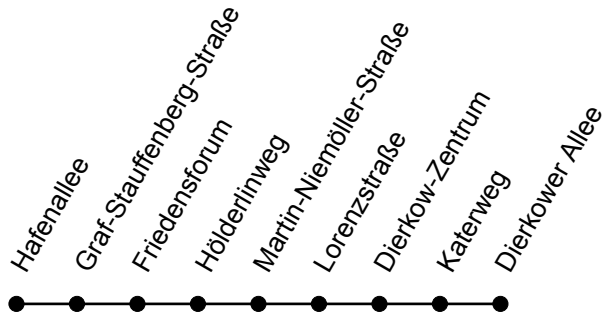 Hafenallee
Graf-Stauffenberg-Straße
Friedensforum
Hölderlinweg
Martin-Niemöller-Straße
Lorenzstraße
Dierkow-Zentrum
Katerweg
Dierkower Allee